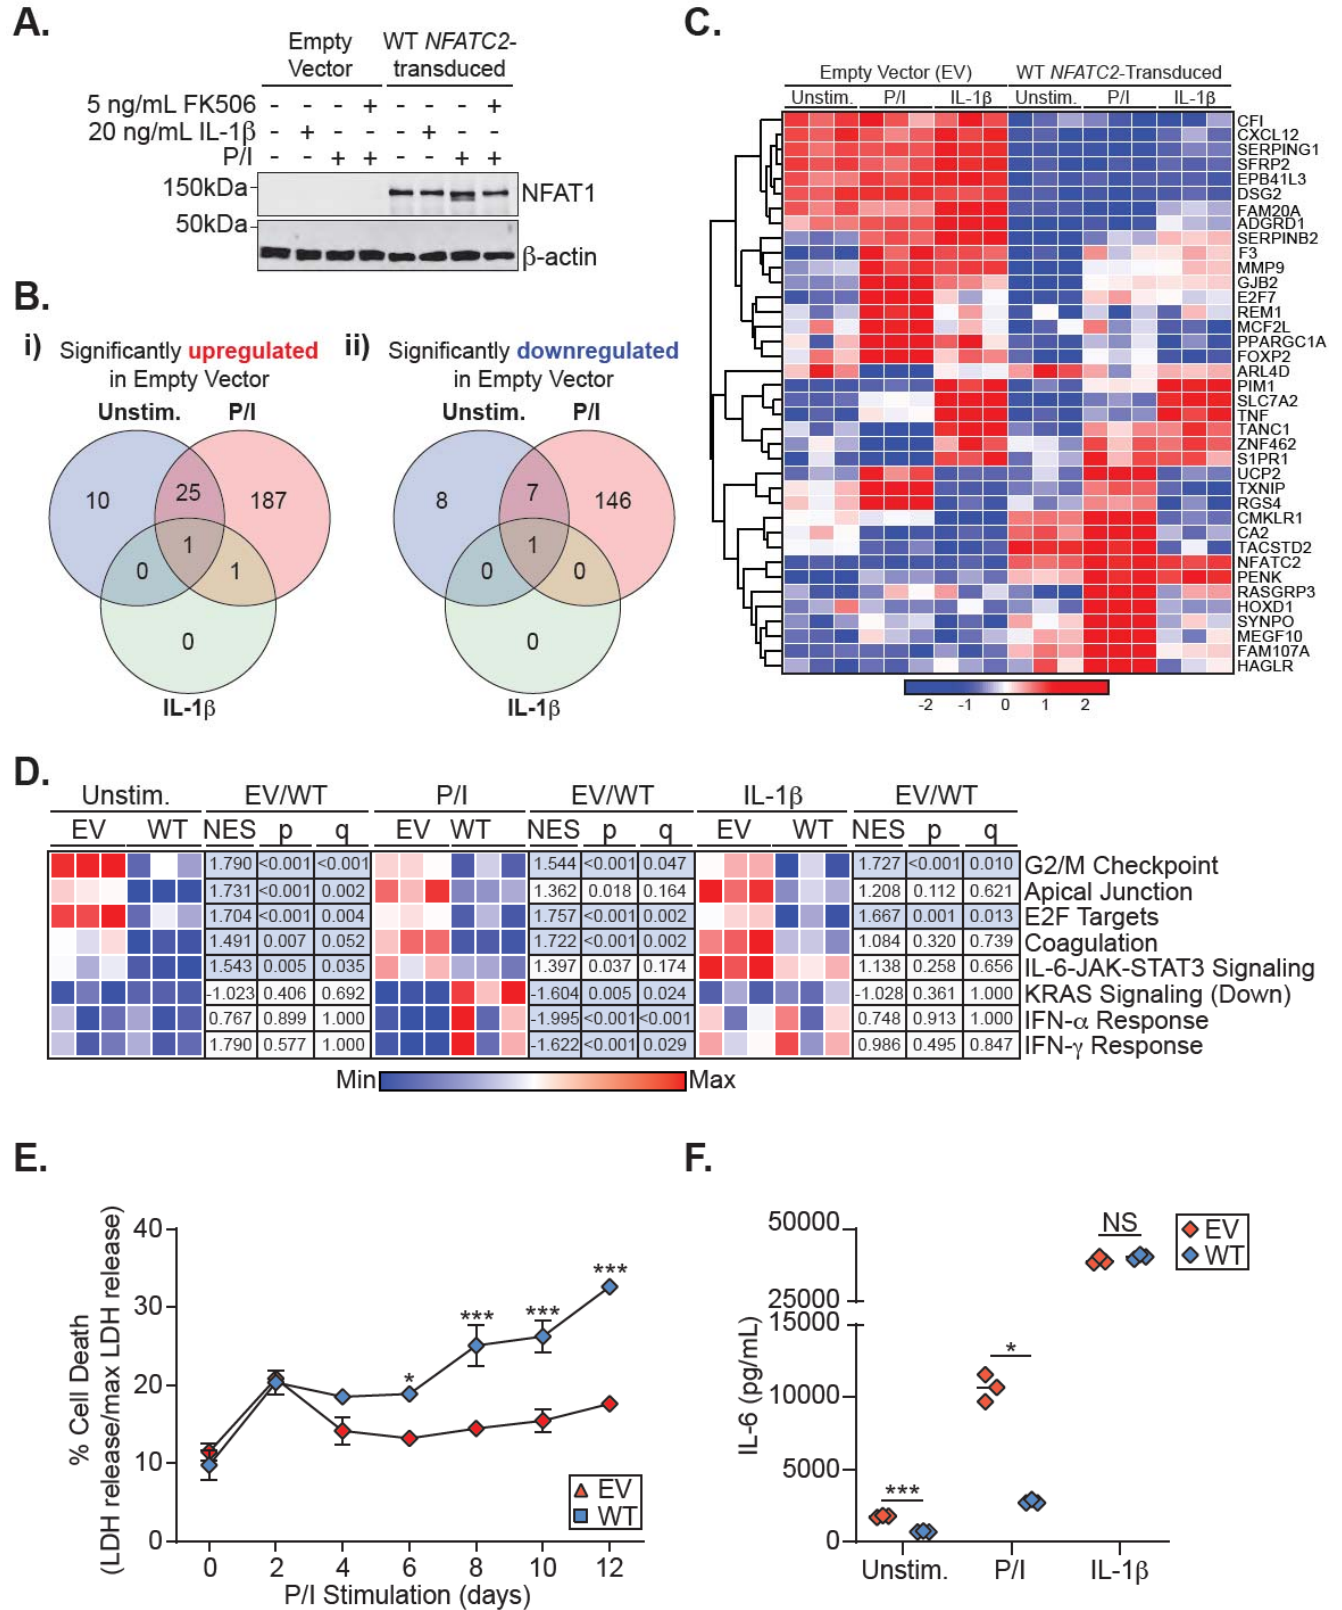 A.
Empty Vector
WT NFATC2-transduced
5 ng/mL FK506 - - - + - - - +
20 ng/mL IL-1β - + - - - + - -
P/I - - + + - - + +
150kDa
NFAT1
50kDa
β-actin
B.
i) Significantly upregulated
in Empty Vector
Unstim. P/I
10 25 187
1
0 1
0
IL-1β
ii) Significantly downregulated
in Empty Vector
Unstim. P/I
8 7 146
1
0 0
0
IL-1β
C.
Empty Vector (EV) WT NFATC2-Transduced
Unstim. P/I IL-1β Unstim. P/I IL-1β
CFI
CXCL12
SERPING1
SFRP2
EPB41L3
DSG2
FAM20A
ADGRD1
SERPINB2
F3
MMP9
GJB2
E2F7
REM1
MCF2L
PPARGC1A
FOXP2
ARL4D
PIM1
SLC7A2
TNF
TANC1
ZNF462
S1PR1
UCP2
TXNIP
RGS4
CMKLR1
CA2
TACSTD2
NFATC2
PENK
RASGRP3
HOXD1
SYNPO
MEGF10
FAM107A
HAGLR
-2 -1 0 1 2
D.
Unstim. EV/WT P/I EV/WT IL-1β EV/WT
EV WT NES p q EV WT NES p q EV WT NES p q
1.790 <0.001 <0.001 1.544 <0.001 0.047 1.727 <0.001 0.010 G2/M Checkpoint
1.731 <0.001 0.002 1.362 0.018 0.164 1.208 0.112 0.621 Apical Junction
1.704 <0.001 0.004 1.757 <0.001 0.002 1.667 0.001 0.013 E2F Targets
1.491 0.007 0.052 1.722 <0.001 0.002 1.084 0.320 0.739 Coagulation
1.543 0.005 0.035 1.397 0.037 0.174 1.138 0.258 0.656 IL-6-JAK-STAT3 Signaling
-1.023 0.406 0.692 -1.604 0.005 0.024 -1.028 0.361 1.000 KRAS Signaling (Down)
0.767 0.899 1.000 -1.995 <0.001 <0.001 0.748 0.913 1.000 IFN-α Response
1.790 0.577 1.000 -1.622 <0.001 0.029 0.986 0.495 0.847 IFN-γ Response
Min Max
E.
% Cell Death
(LDH release/max LDH release)
40
30
20
10
0
* *** *** ***
EV
WT
0 2 4 6 8 10 12
P/I Stimulation (days)
F.
IL-6 (pg/mL)
50000
25000
15000
10000
5000
0
*** * NS
EV
WT
Unstim. P/I IL-1β